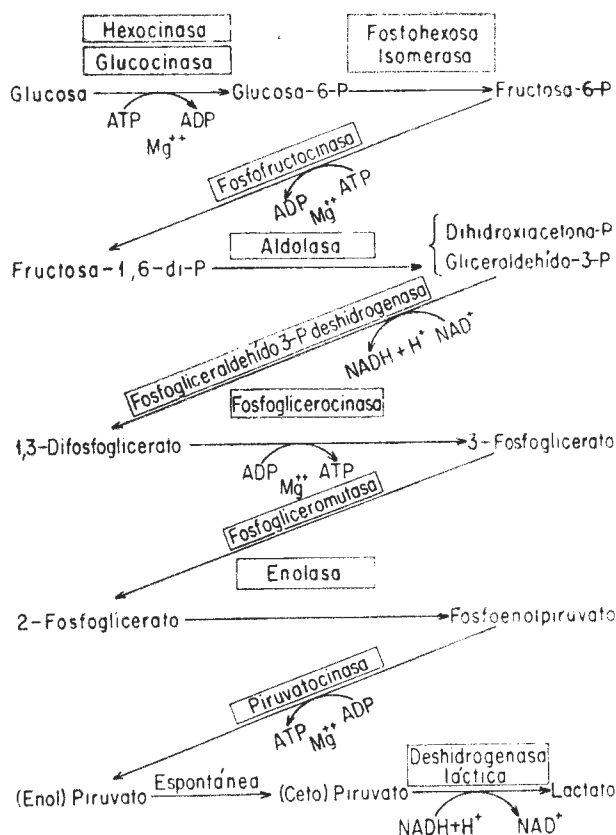 Hexocinasa
Glucocinasa
Fostohexosa
Isomerasa
Glucosa
Glucosa-6-P
Fructosa-6-P
ATP
ADP
Mg++
Fosfofructocinasa
ADP
Mg++
ATP
Fructosa-1,6-di-P
Aldolasa
Dihidroxiacetona-P
Gliceraldehído-3-P
Fosfogliceraldehído 3-P deshidrogenasa
NADH + H+
NAD+
1,3-Difosfoglicerato
Fosfoglicerocinasa
3-Fosfoglicerato
ADP
Mg++
ATP
Fosfogliceromutasa
2-Fosfoglicerato
Enolasa
Fosfoenolpiruvato
Piruvatocinasa
ATP
Mg++
ADP
(Enol) Piruvato
Espontánea
(Ceto) Piruvato
Deshidrogenasa
láctica
Lactato
NADH+H+
NAD+